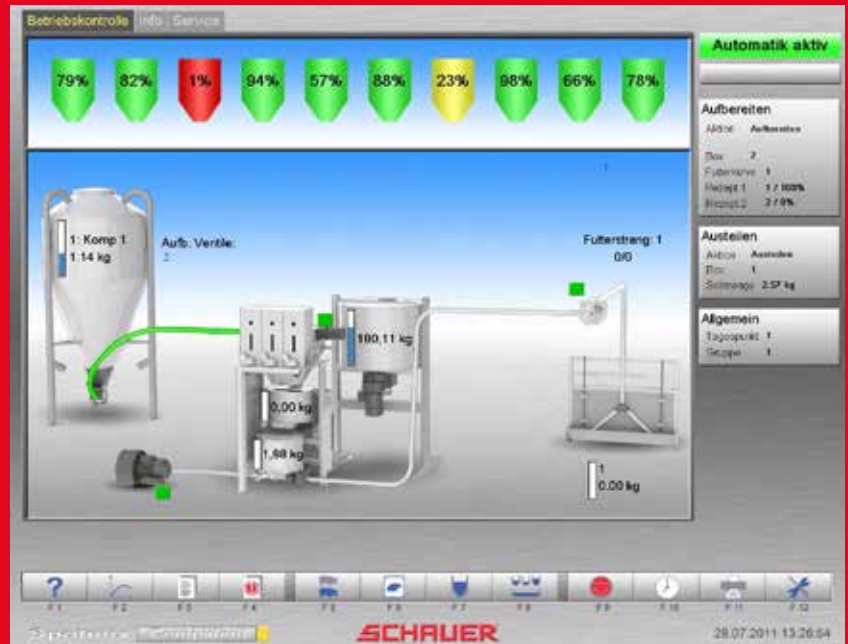 Betriebskontrolle Info Service
79% 82% 1% 94% 57% 88% 23% 98% 66% 78%
Automatik aktiv
Aufbereiten
Aktion Aufbereiten
Box 2
Futterkurve 1
Rezept 1 1 / 100%
Rezept 2 2 / 0%
Austeilen
Aktion Austeilen
Box 1
Sollmenge 2.57 kg
Allgemein
Tagespunkt 1
Gruppe 1
1: Komp 1
1.14 kg
Aufb. Ventile:
2
Futterstrang: 1
0/0
100,11 kg
0,00 kg
1,98 kg
1
0.00 kg
F1 F2 F3 F4 F5 F6 F7 F8 F9 F10 F11 F12
SCHAUER
28.07.2011 13:26:54